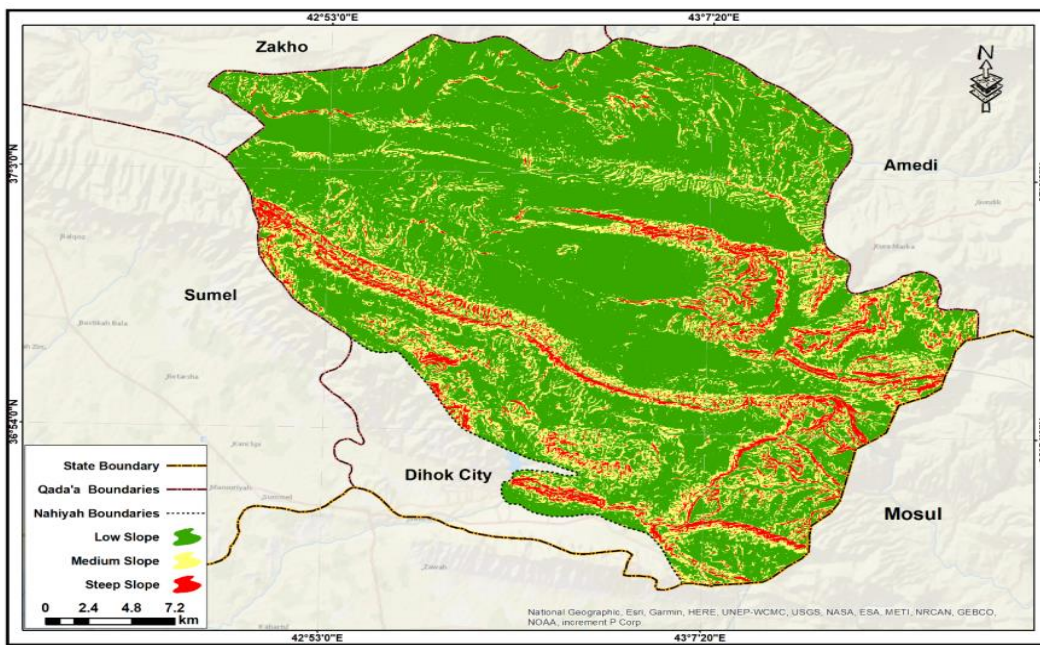 42°53'0"E
43°7'20"E
Zakho
N
37°3'0"N
Amedi
Sumel
36°54'0"N
Dihok City
Mosul
State Boundary
Qada'a Boundaries
Nahiyah Boundaries
Low Slope
Medium Slope
Steep Slope
0 2.4 4.8 7.2
km
National Geographic, Esri, Garmin, HERE, UNEP-WCMC, USGS, NASA, ESA, METI, NRCAN, GEBCO,
NOAA, increment P Corp.
42°53'0"E
43°7'20"E